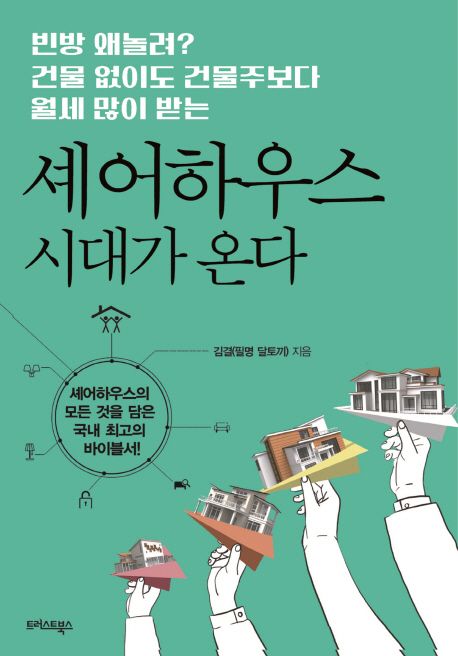 빈방 왜놀려?
건물 없이도 건물주보다
월세 많이 받는
셰어하우스
시대가 온다
김결(필명 달토끼) 지음
셰어하우스의
모든 것을 담은
국내 최고의
바이블서!
트러스트북스